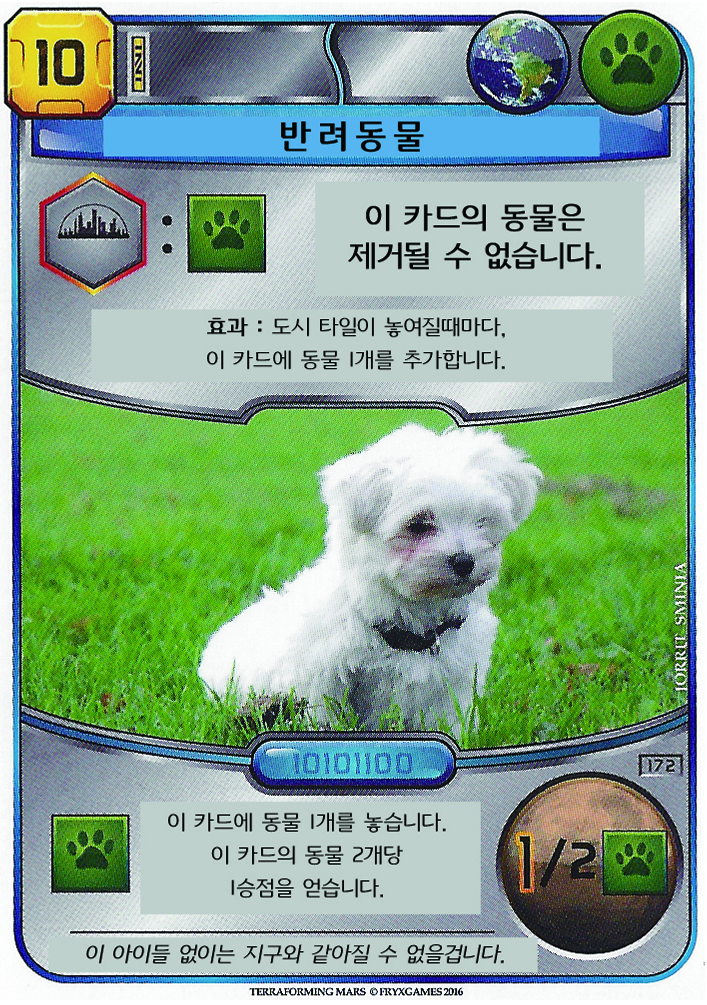 10
반려동물
이 카드의 동물은
제거될 수 없습니다.
:
효과 : 도시 타일이 놓여질때마다,
이 카드에 동물 1개를 추가합니다.
IORRUT SMINIA
10101100
172
이 카드에 동물 1개를 놓습니다.
이 카드의 동물 2개당
1승점을 얻습니다.
1/2
이 아이들 없이는 지구와 같아질 수 없을겁니다.
TERRAFORMING MARS © FRYXGAMES 2016